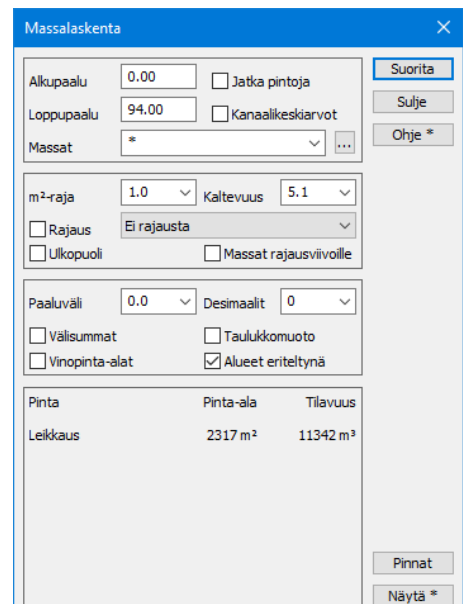 Massalaskenta
Alkupaalu 0.00 Jatka pintoja Suorita
Loppupaalu 94.00 Kanaalikeskiarvot Sulje
Massat * ... Ohje *
m²-raja 1.0 Kaltevuus 5.1
Rajaus Ei rajausta
Ulkopuoli Massat rajausviivoille
Paaluväli 0.0 Desimaalit 0
Välisummat Taulukkomuoto
Vinopinta-alat Alueet eriteltynä
Pinta Pinta-ala Tilavuus
Leikkaus 2317 m² 11342 m³
Pinnat
Näytä *